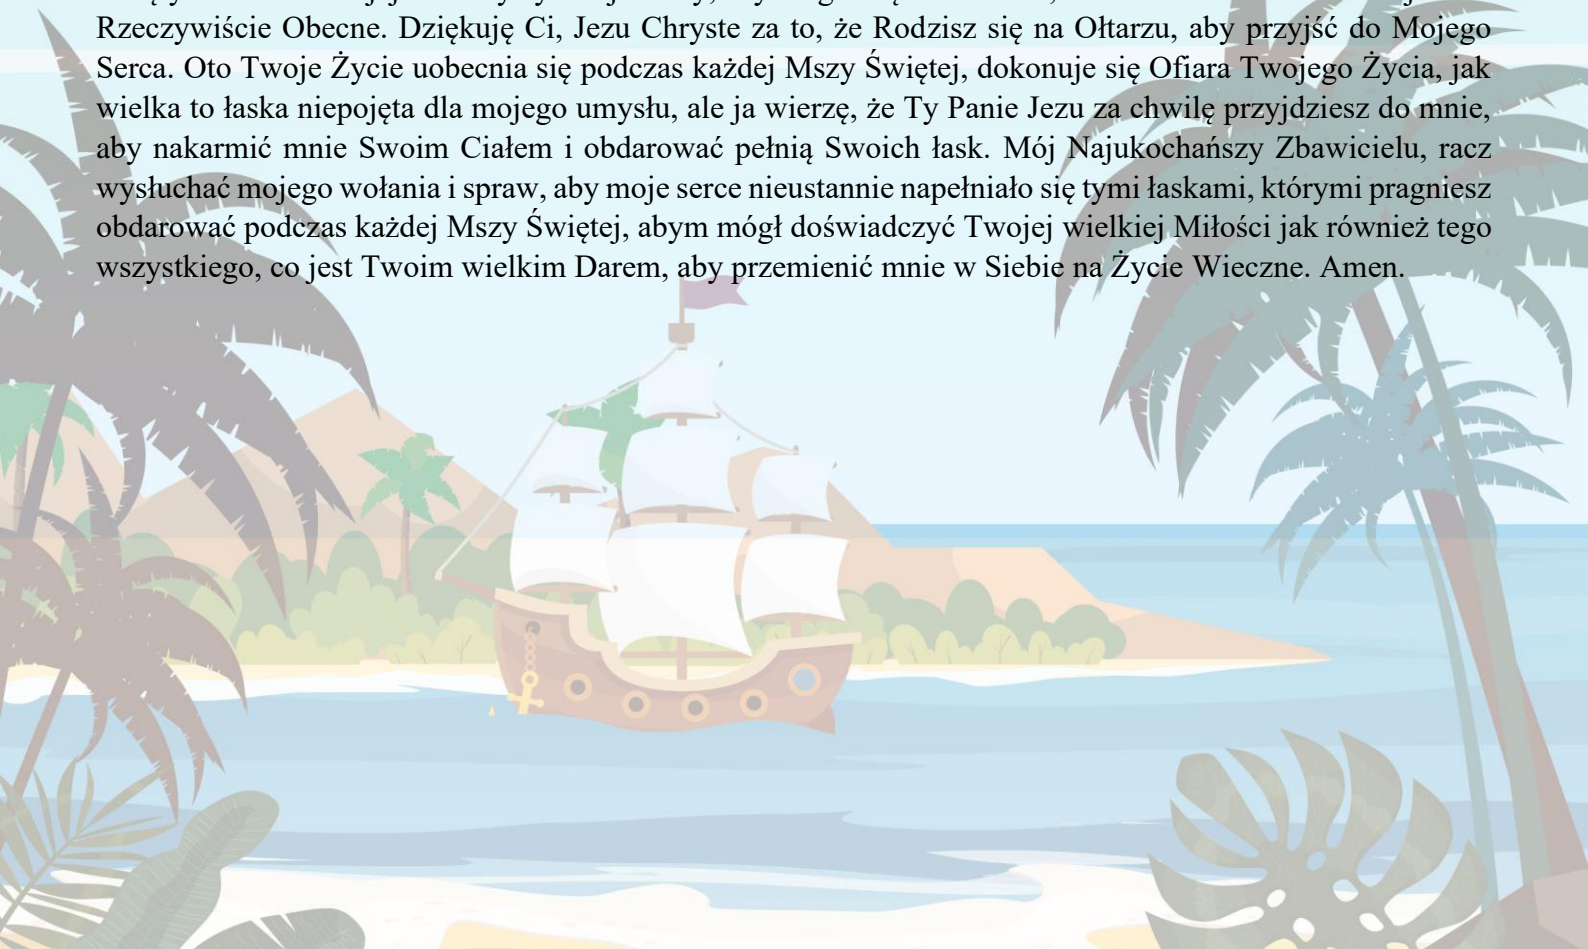 Rzeczywiście Obecne. Dziękuję Ci, Jezu Chryste za to, że Rodzisz się na Ołtarzu, aby przyjść do Mojego
Serca. Oto Twoje Życie uobecnia się podczas każdej Mszy Świętej, dokonuje się Ofiara Twojego Życia, jak
wielka to łaska niepojęta dla mojego umysłu, ale ja wierzę, że Ty Panie Jezu za chwilę przyjdziesz do mnie,
aby nakarmić mnie Swoim Ciałem i obdarować pełnią Swoich łask. Mój Najukochańszy Zbawicielu, racz
wysłuchać mojego wołania i spraw, aby moje serce nieustannie napełniało się tymi łaskami, którymi pragniesz
obdarować podczas każdej Mszy Świętej, abym mógł doświadczyć Twojej wielkiej Miłości jak również tego
wszystkiego, co jest Twoim wielkim Darem, aby przemienić mnie w Siebie na Życie Wieczne. Amen.